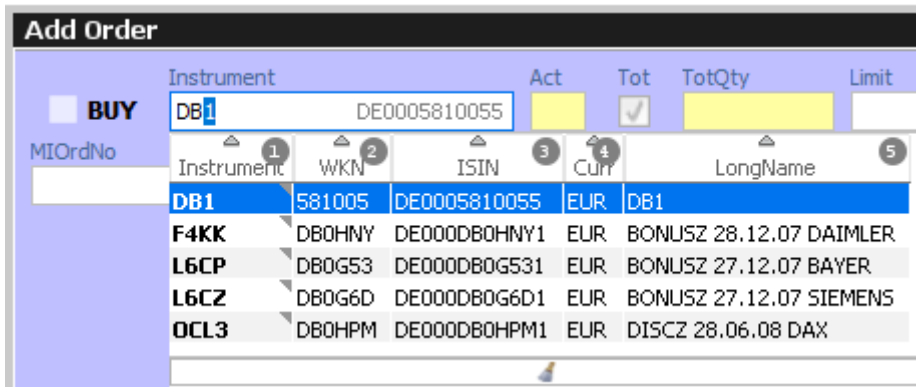 Add Order
Instrument Act Tot TotQty Limit
BUY DB1 DE0005810055
MIOrdNo
1 2 3 4 5
Instrument WKN ISIN Curr LongName
DB1 581005 DE0005810055 EUR DB1
F4KK DB0HNY DE000DB0HNY1 EUR BONUSZ 28.12.07 DAIMLER
L6CP DB0G53 DE000DB0G531 EUR BONUSZ 27.12.07 BAYER
L6CZ DB0G6D DE000DB0G6D1 EUR BONUSZ 27.12.07 SIEMENS
OCL3 DB0HPM DE000DB0HPM1 EUR DISCZ 28.06.08 DAX